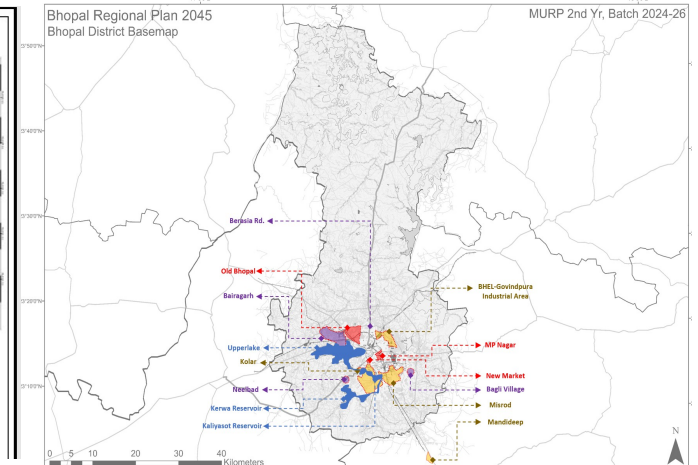 Bhopal Regional Plan 2045
MURP 2nd Yr, Batch 2024-26
Bhopal District Basemap
Berasia Rd.
Old Bhopal
BHEL-Govindpura
Industrial Area
Bairagarh
Upperlake
MP Nagar
Kolar
New Market
Neelbad
Bagli Village
Kerwa Reservoir
Misrod
Kaliyasot Reservoir
Mandideep
N
0 5 10 20 30 40
Kilometers